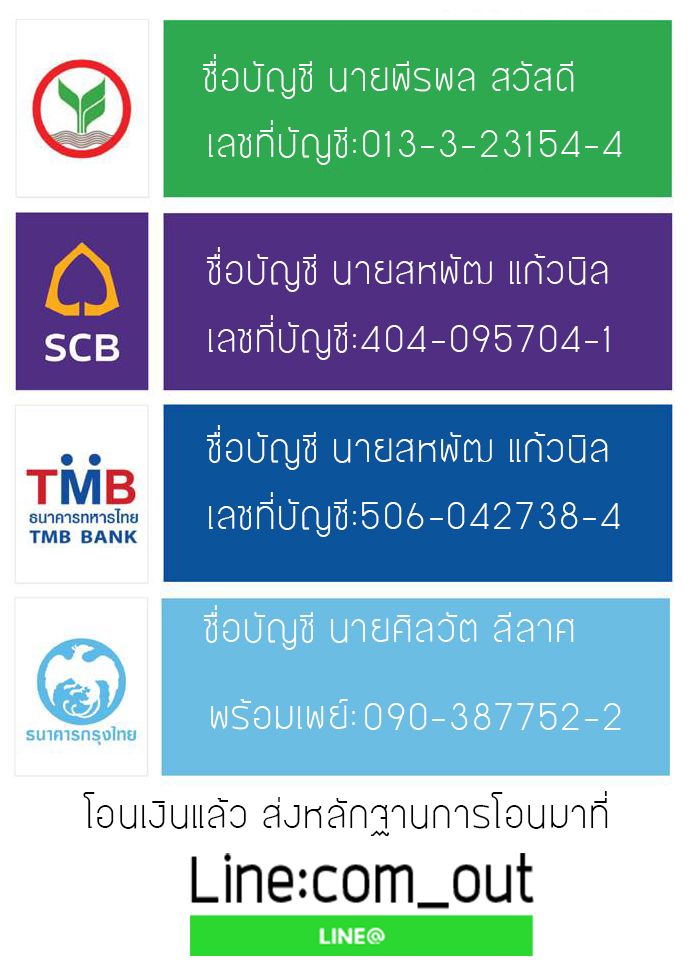 ชื่อบัญชี นายพีรพล สวัสดี
เลขที่บัญชี:013-3-23154-4
SCB
ชื่อบัญชี นายสหพัฒ แก้วนิล
เลขที่บัญชี:404-095704-1
TMB
ธนาคารทหารไทย
TMB BANK
ชื่อบัญชี นายสหพัฒ แก้วนิล
เลขที่บัญชี:506-042738-4
ธนาคารกรุงไทย
ชื่อบัญชี นายศิลวัต ลีลาศ
พร้อมเพย์:090-387752-2
โอนเงินแล้ว ส่งหลักฐานการโอนมาที่
Line:com_out
LINE@